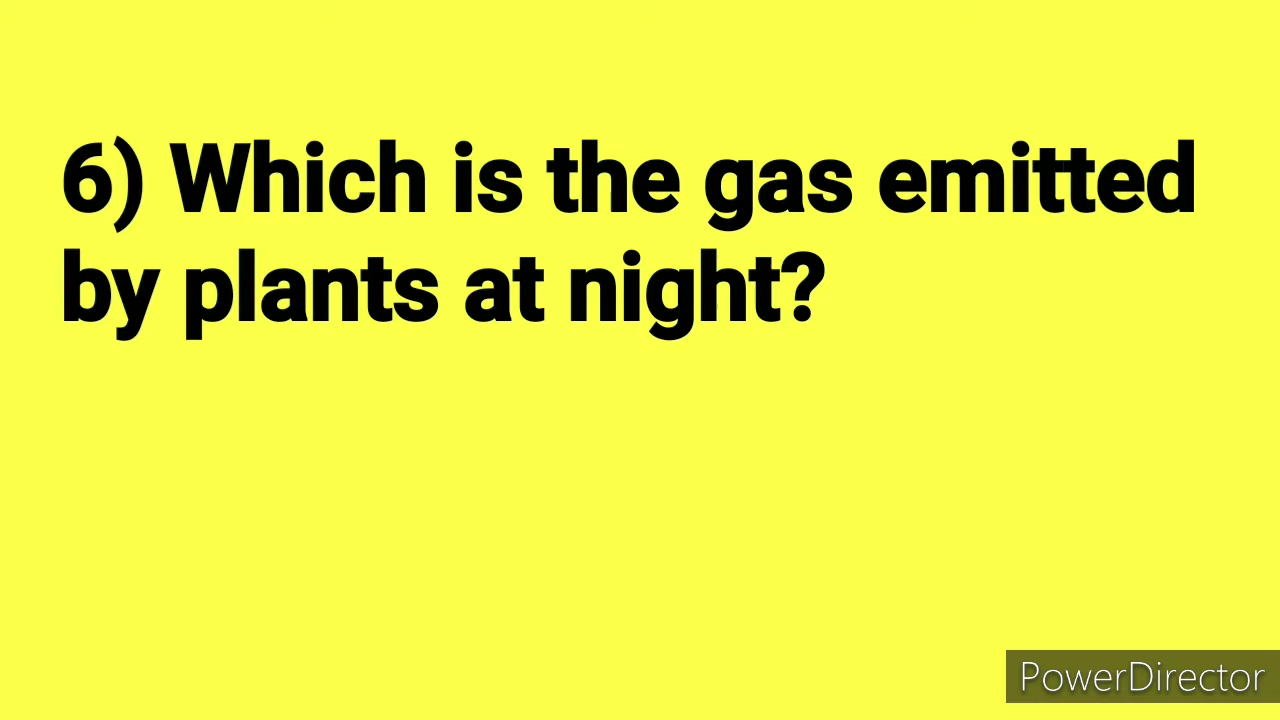 6) Which is the gas emitted
by plants at night?
PowerDirector